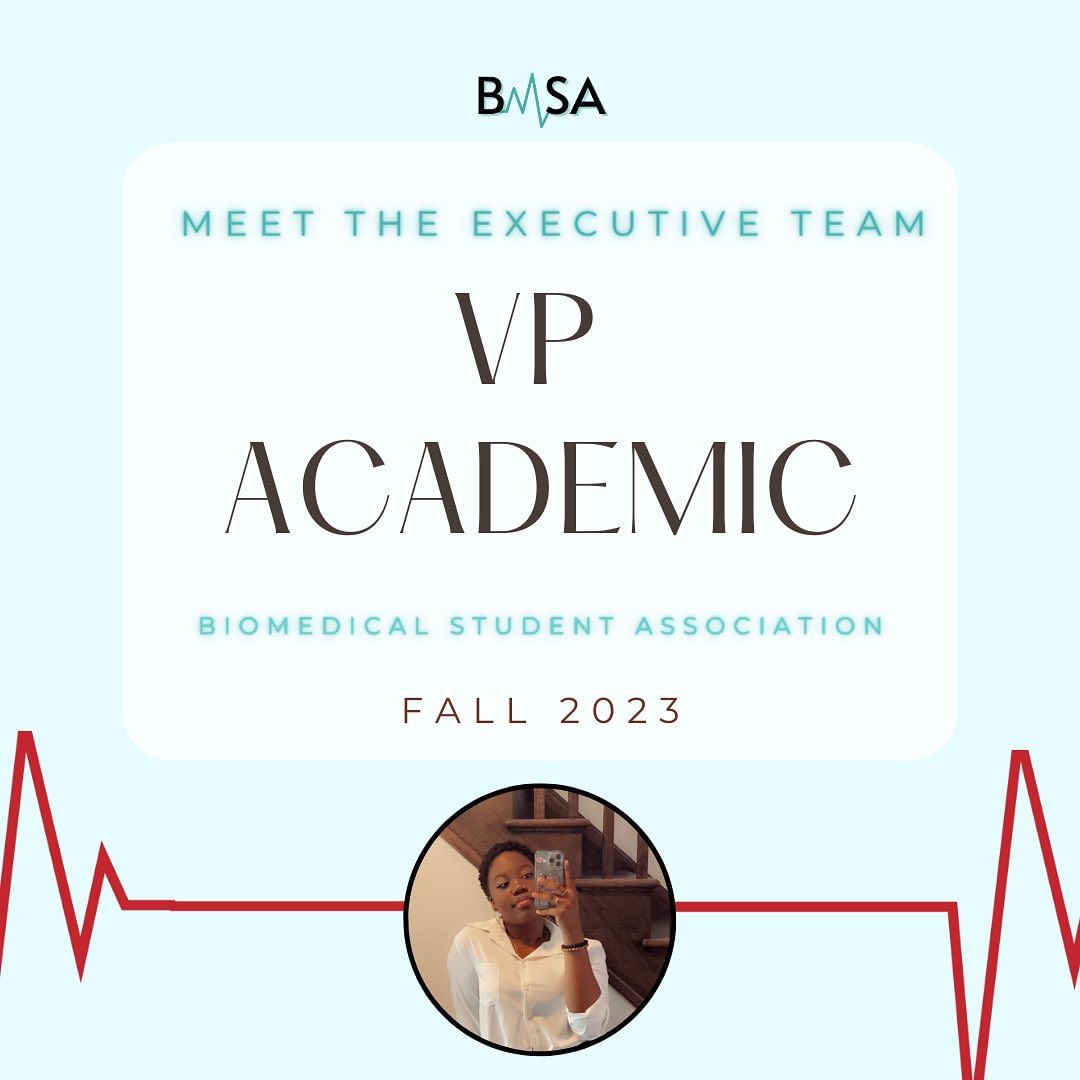 BMSA
MEET THE EXECUTIVE TEAM
VP
ACADEMIC
BIOMEDICAL STUDENT ASSOCIATION
FALL 2023